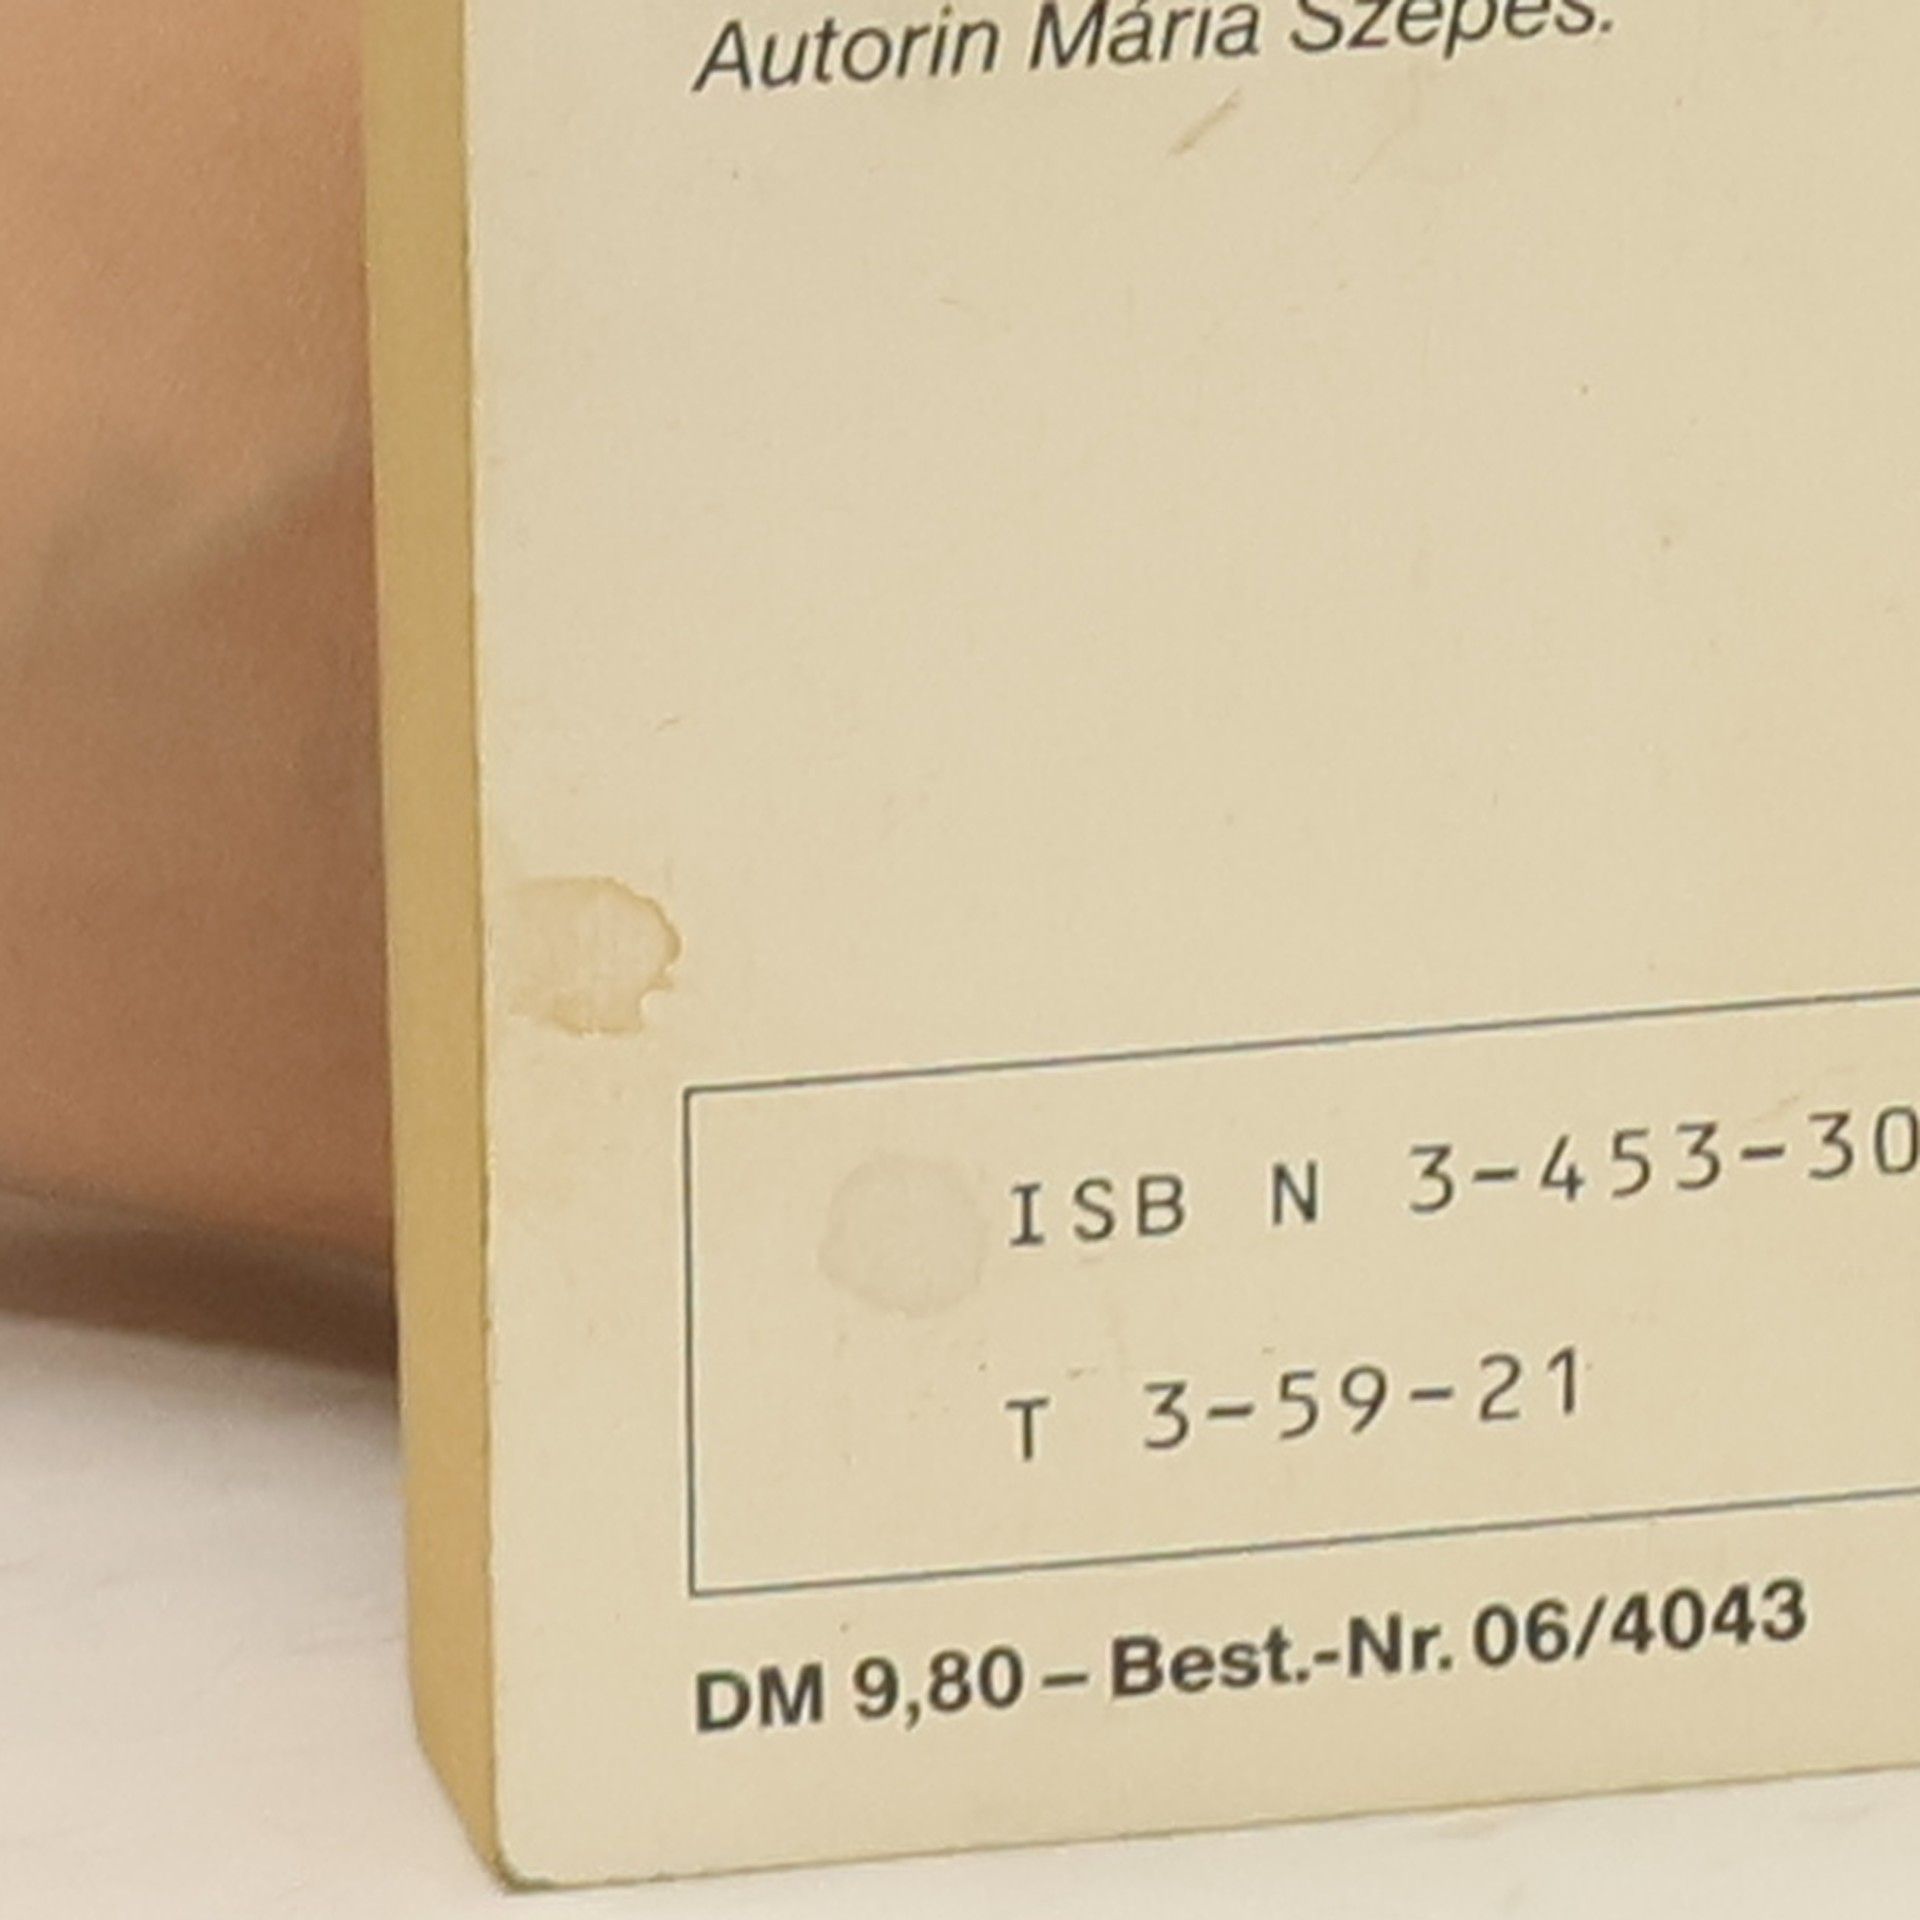 Autorin Mária Szepes.
ISB N 3-453-30
T 3-59-21
DM 9,80 – Best.-Nr. 06/4043